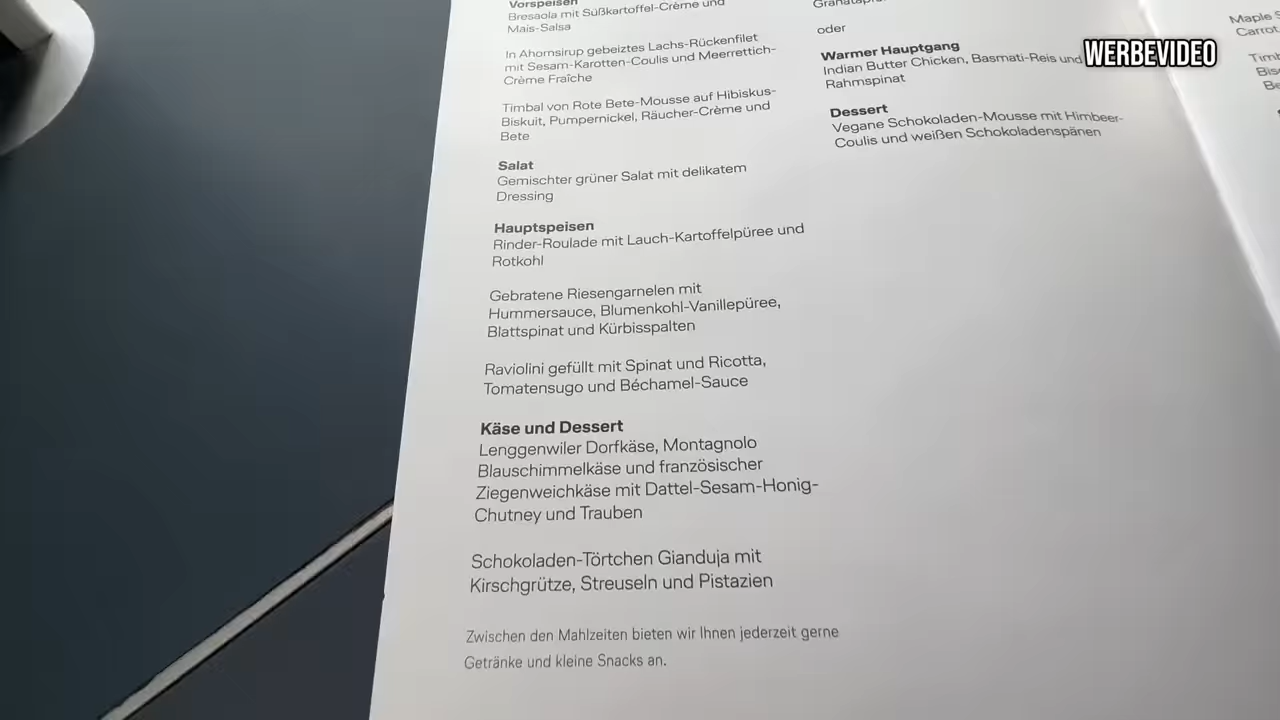 Vorspeisen
Bresaola mit Süßkartoffel-Crème und
Mais-Salsa
In Ahornsirup gebeiztes Lachs-Rückenfilet
mit Sesam-Karotten-Coulis und Meerrettich-
Crème Fraîche
Timbal von Rote Bete-Mousse auf Hibiskus-
Biskuit, Pumpernickel, Räucher-Crème und
Bete
Salat
Gemischter grüner Salat mit delikatem
Dressing
Hauptspeisen
Rinder-Roulade mit Lauch-Kartoffelpüree und
Rotkohl
Gebratene Riesengarnelen mit
Hummersauce, Blumenkohl-Vanillepüree,
Blattspinat und Kürbisspalten
Raviolini gefüllt mit Spinat und Ricotta,
Tomatensugo und Béchamel-Sauce
Käse und Dessert
Lenggenwiler Dorfkäse, Montagnolo
Blauschimmelkäse und französischer
Ziegenweichkäse mit Dattel-Sesam-Honig-
Chutney und Trauben
Schokoladen-Törtchen Gianduja mit
Kirschgrütze, Streuseln und Pistazien
Zwischen den Mahlzeiten bieten wir Ihnen jederzeit gerne
Getränke und kleine Snacks an.
oder
Warmer Hauptgang
Indian Butter Chicken, Basmati-Reis und
Rahmspinat
Dessert
Vegane Schokoladen-Mousse mit Himbeer-
Coulis und weißen Schokoladenspänen
WERBEVIDEO
Maple
Carrot